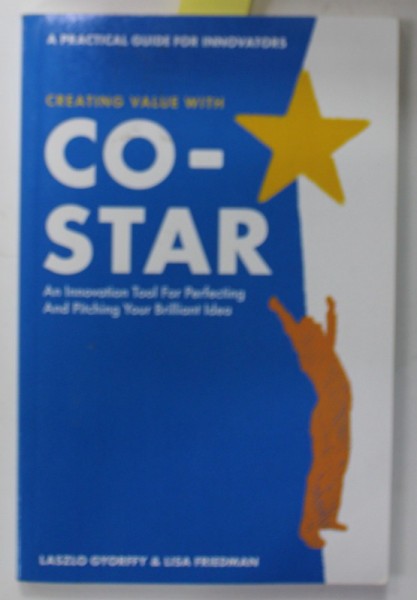 A PRACTICAL GUIDE FOR INNOVATORS
CREATING VALUE WITH
CO-
STAR
An Innovation Tool For Perfecting
And Pitching Your Brilliant Idea
LASZLO GYORFFY & LISA FRIEDMAN